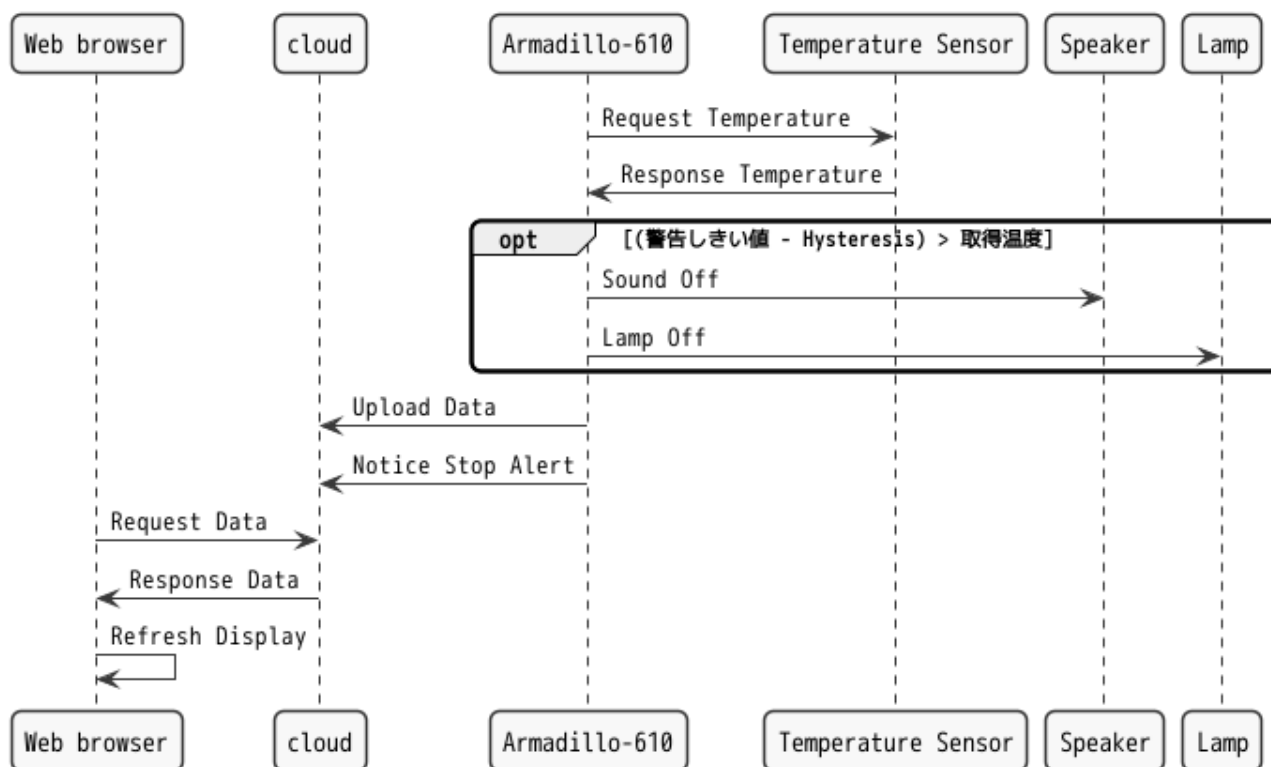 Web browser
cloud
Armadillo-610
Temperature Sensor
Speaker
Lamp
Request Temperature
Response Temperature
opt
[(警告しきい値 - Hysteresis) > 取得温度]
Sound Off
Lamp Off
Upload Data
Notice Stop Alert
Request Data
Response Data
Refresh Display
Web browser
cloud
Armadillo-610
Temperature Sensor
Speaker
Lamp